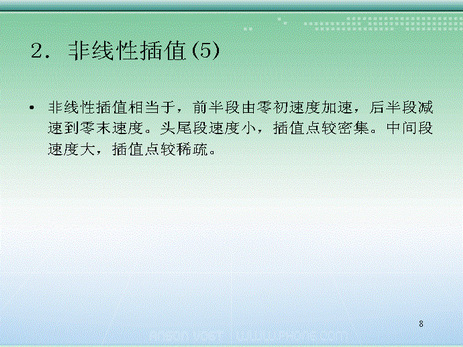 2. 非线性插值(5)
• 非线性插值相当于，前半段由零初速度加速，后半段减
速到零末速度。头尾段速度小，插值点较密集。中间段
速度大，插值点较稀疏。
8